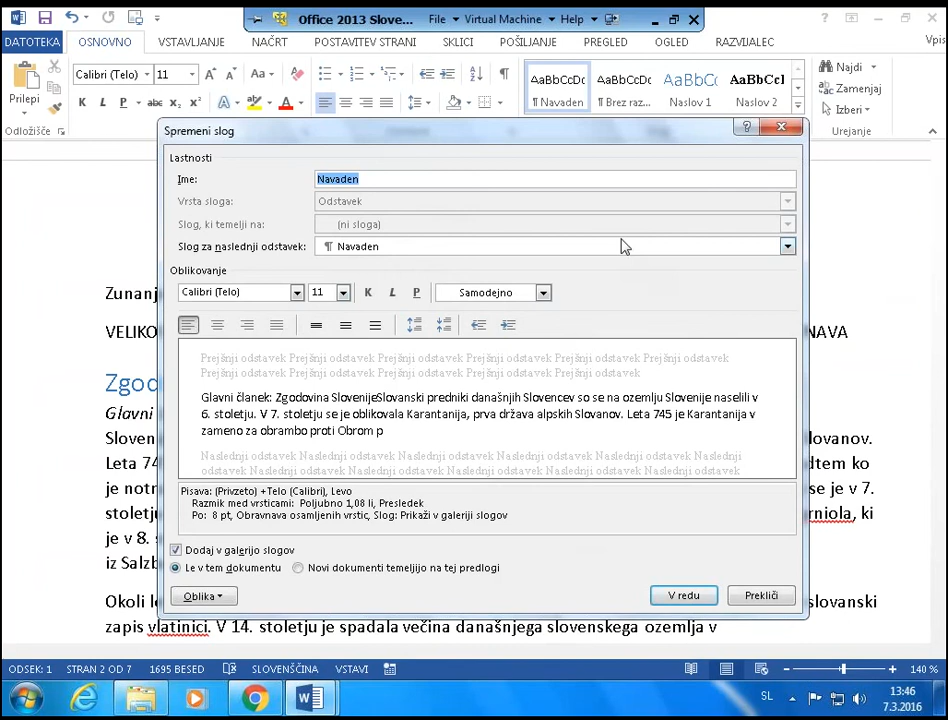 Office 2013 Slove... File Virtual Machine Help
DATOTEKA OSNOVNO VSTAVLJANJE NAČRT POSTAVITEV STRANI SKLICI POŠILJANJE PREGLED OGLED RAZVIJALEC Vpis
Prilepi
Calibri (Telo) 11
Aa
K L P abc x₂ x²
AaBbCcDc AaBbCcDc AaBbCc AaBbCcI
¶ Navaden ¶ Brez raz... Naslov 1 Naslov 2
Najdi
Zamenjaj
Izberi
Odložišče Urejanje
Spremeni slog
Lastnosti
Ime: Navaden
Vrsta sloga: Odstavek
Slog, ki temelji na: (ni sloga)
Slog za naslednji odstavek: ¶ Navaden
Oblikovanje
Calibri (Telo) 11 K L P Samodejno
Prejšnji odstavek Prejšnji odstavek Prejšnji odstavek Prejšnji odstavek Prejšnji odstavek Prejšnji odstavek
Prejšnji odstavek Prejšnji odstavek Prejšnji odstavek Prejšnji odstavek Prejšnji odstavek
Glavni članek: Zgodovina SlovenijeSlovanski predniki današnjih Slovencev so se na ozemlju Slovenije naselili v
6. stoletju. V 7. stoletju se je oblikovala Karantanija, prva država alpskih Slovanov. Leta 745 je Karantanija v
zameno za obrambo proti Obrom p
Naslednji odstavek Naslednji odstavek Naslednji odstavek Naslednji odstavek Naslednji
odstavek Naslednji odstavek Naslednji odstavek Naslednji odstavek Naslednji odstavek
Pisava: (Privzeto) +Telo (Calibri), Levo
Razmik med vrsticami: Poljubno 1,08 li, Presledek
Po: 8 pt, Obravnava osamljenih vrstic, Slog: Prikaži v galeriji slogov
Dodaj v galerijo slogov
Le v tem dokumentu Novi dokumenti temeljijo na tej predlogi
Oblika V redu Prekliči
Zunanj
VELIKO NAVA
Zgod
Glavni
Sloven lovanov.
Leta 74 dtem ko
je notr se je v 7.
stoletju rniola, ki
je v 8. s
iz Salzb
Okoli le slovanski
zapis vlatinici. V 14. stoletju je spadala večina današnjega slovenskega ozemlja v
ODSEK: 1 STRAN 2 OD 7 1695 BESED SLOVENŠČINA VSTAVI 140 %
SL 13:46
7.3.2016